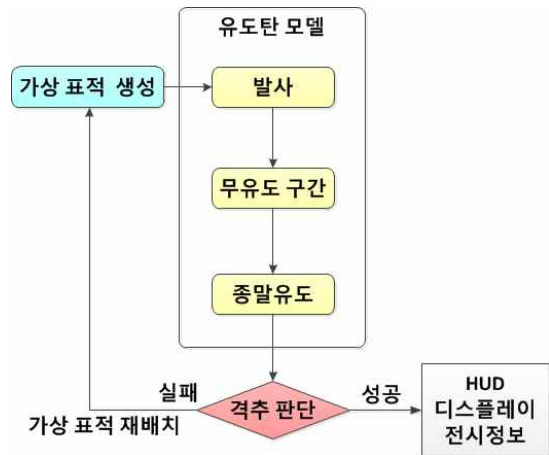 유도탄 모델
가상 표적 생성
발사
무유도 구간
종말유도
실패
격추 판단
성공
가상 표적 재배치
HUD
디스플레이
전시정보